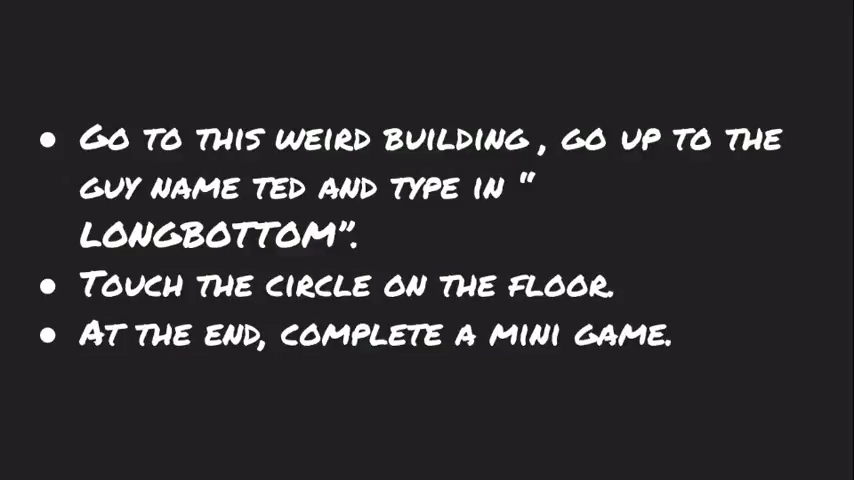 ● Go to this weird building , go up to the
guy name Ted and type in “
LONGBOTTOM”.
● Touch the circle on the floor.
● At the end, complete a mini game.